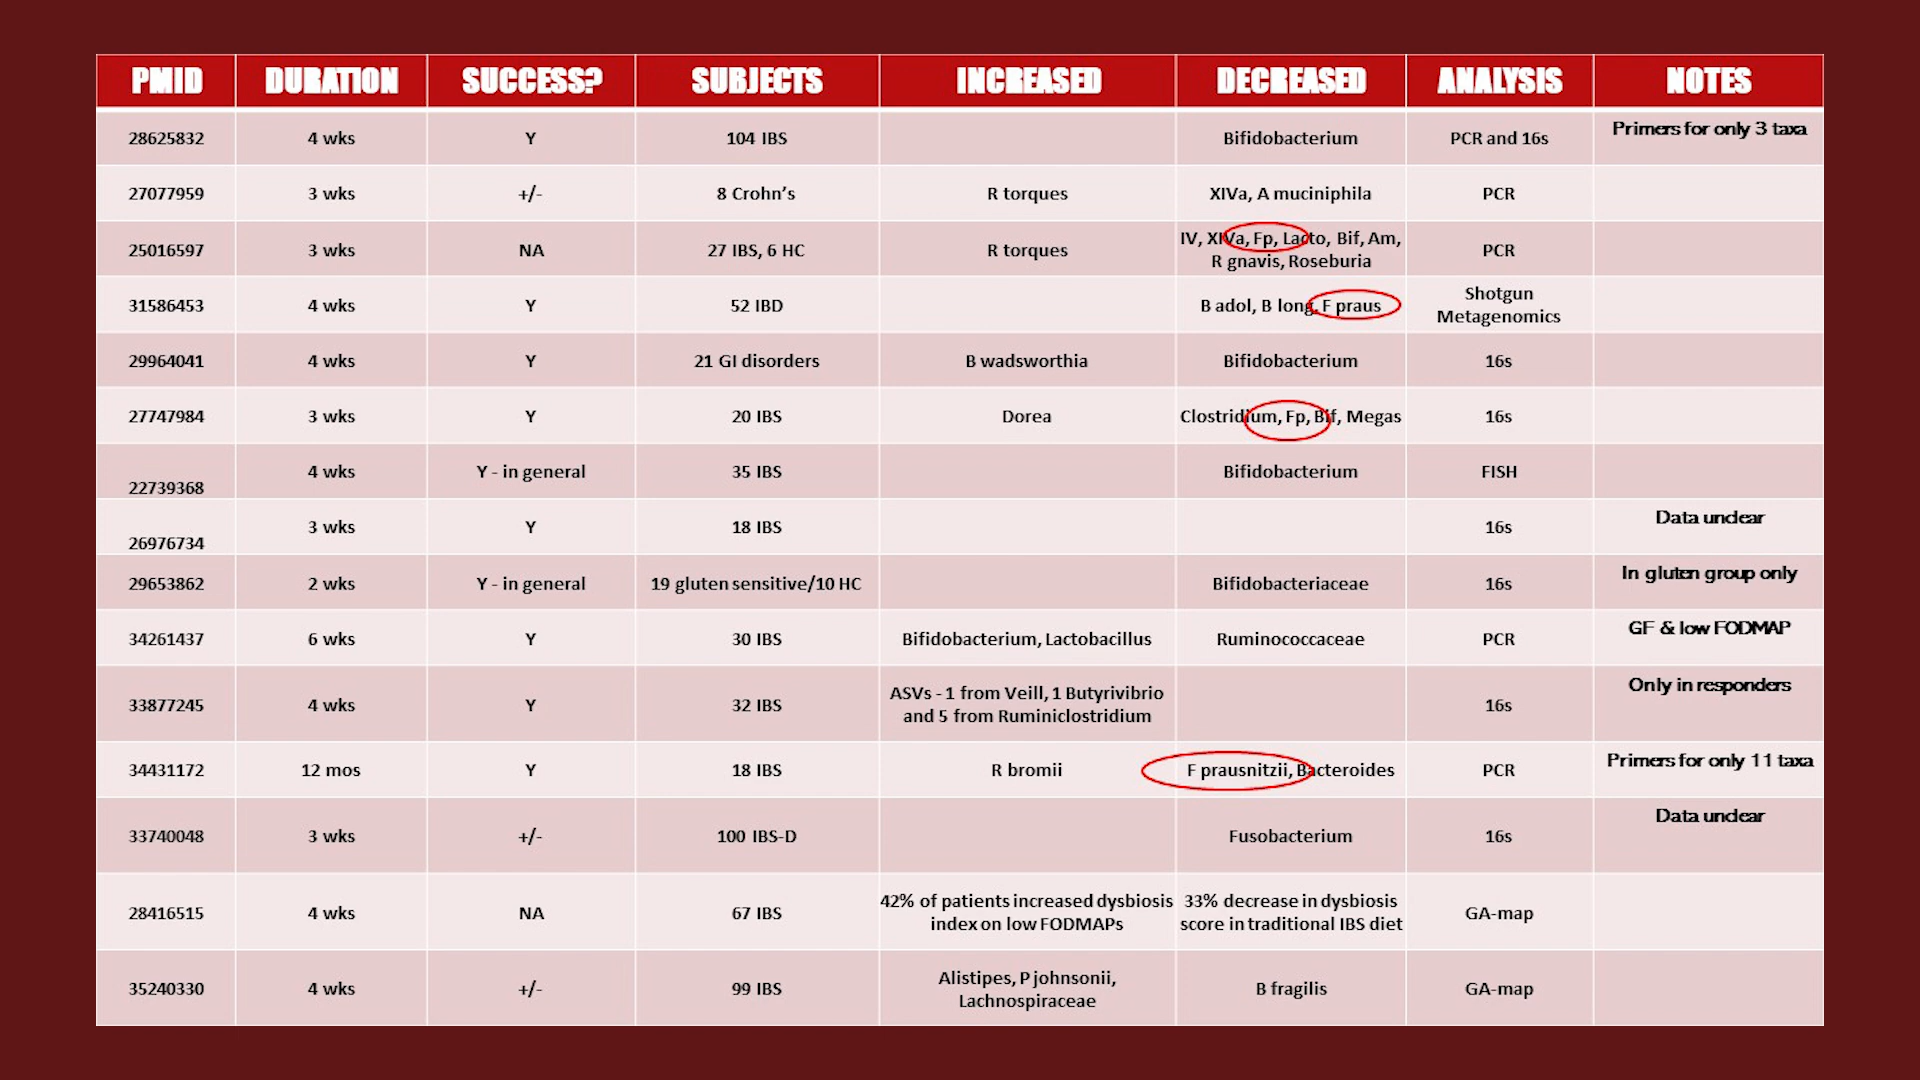 PMID DURATION SUCCESS? SUBJECTS INCREASED DECREASED ANALYSIS NOTES
28625832 4 wks Y 104 IBS Bifidobacterium PCR and 16s Primers for only 3 taxa
27077959 3 wks +/- 8 Crohn’s R torques XIVa, A muciniphila PCR
25016597 3 wks NA 27 IBS, 6 HC R torques IV, XIVa, Fp, Lacto, Bif, Am,
R gnavis, Roseburia PCR
31586453 4 wks Y 52 IBD B adol, B long, F praus Shotgun
Metagenomics
29964041 4 wks Y 21 GI disorders B wadsworthia Bifidobacterium 16s
27747984 3 wks Y 20 IBS Dorea Clostridium, Fp, Bif, Megas 16s
22739368 4 wks Y - in general 35 IBS Bifidobacterium FISH
26976734 3 wks Y 18 IBS 16s Data unclear
29653862 2 wks Y - in general 19 gluten sensitive/10 HC Bifidobacteriaceae 16s In gluten group only
34261437 6 wks Y 30 IBS Bifidobacterium, Lactobacillus Ruminococcaceae PCR GF & low FODMAP
33877245 4 wks Y 32 IBS ASVs - 1 from Veill, 1 Butyrivibrio
and 5 from Ruminiclostridium 16s Only in responders
34431172 12 mos Y 18 IBS R bromii F prausnitzii, Bacteroides PCR Primers for only 11 taxa
33740048 3 wks +/- 100 IBS-D Fusobacterium 16s Data unclear
28416515 4 wks NA 67 IBS 42% of patients increased dysbiosis
index on low FODMAPs 33% decrease in dysbiosis
score in traditional IBS diet GA-map
35240330 4 wks +/- 99 IBS Alistipes, P johnsonii,
Lachnospiraceae B fragilis GA-map